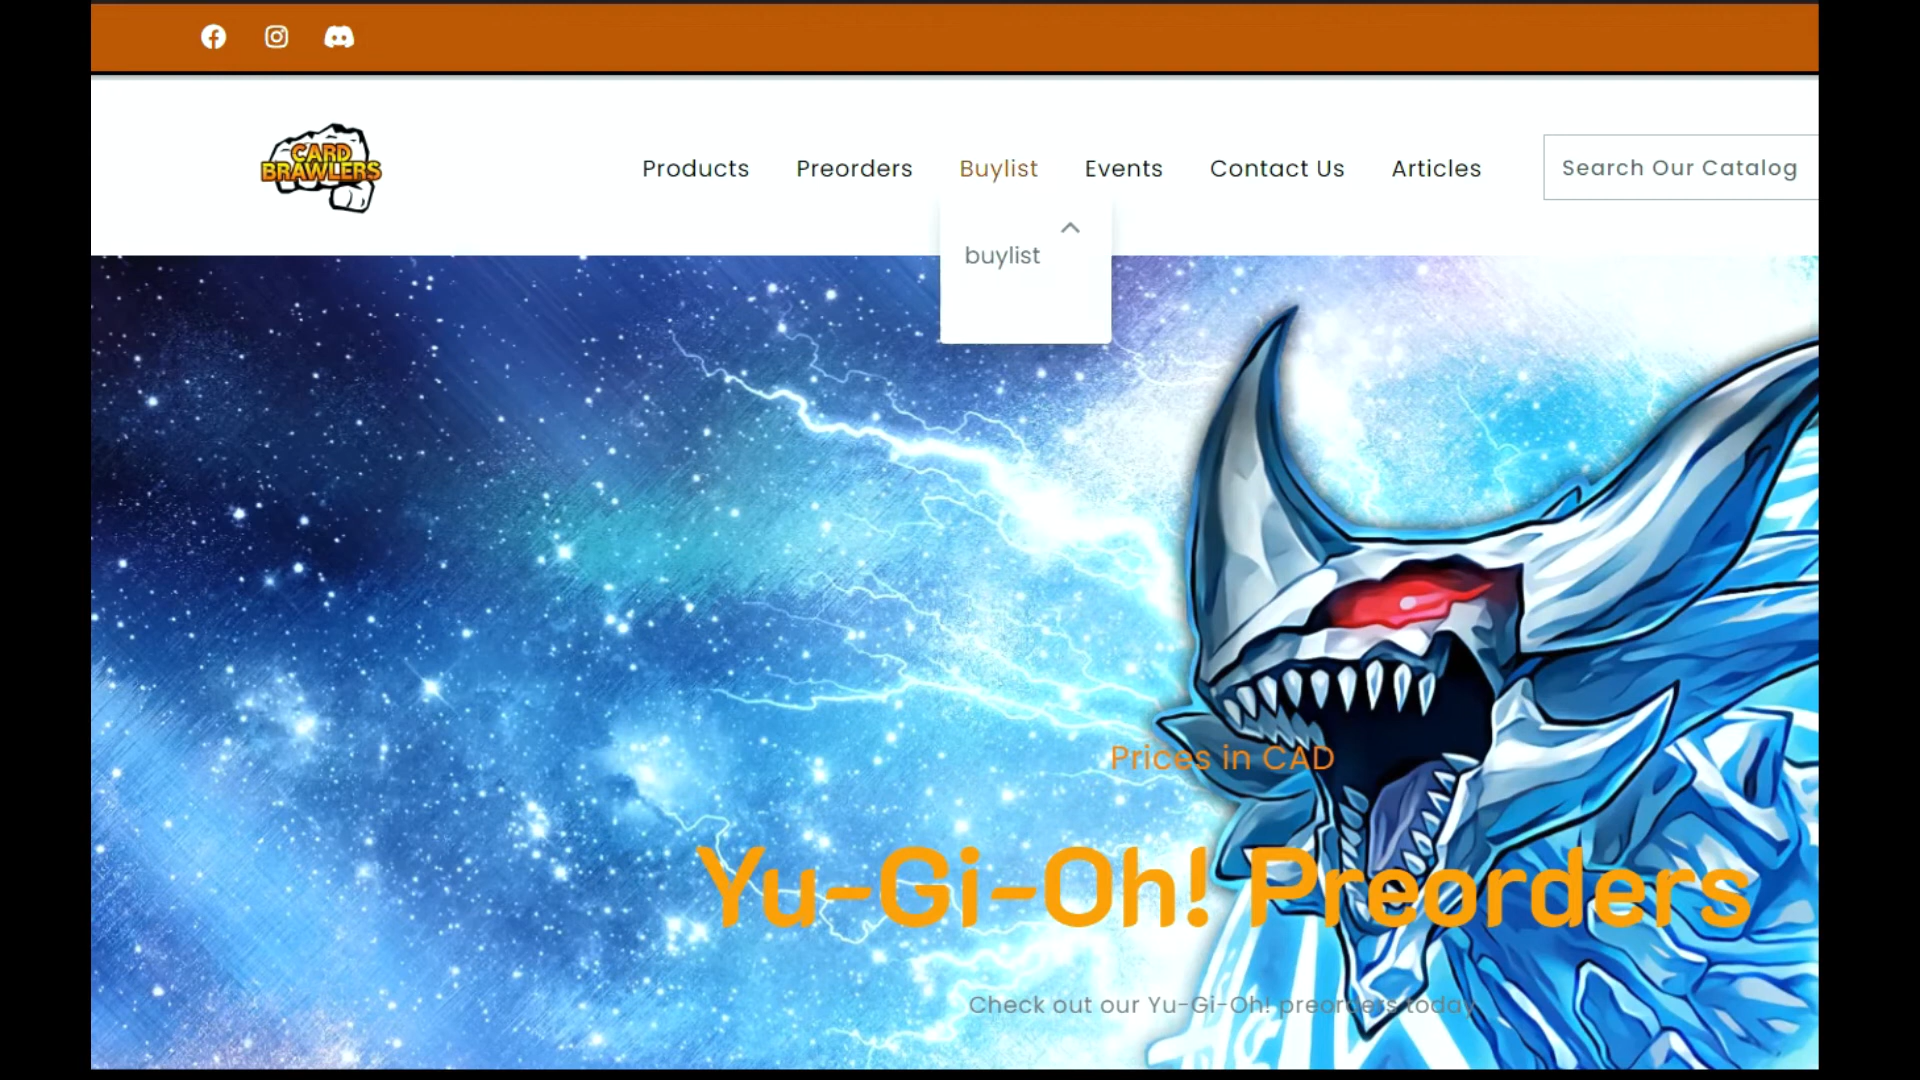 CARD
BRAWLERS
Products Preorders Buylist Events Contact Us Articles Search Our Catalog
buylist
Prices in CAD
Yu-Gi-Oh! Preorders
Check out our Yu-Gi-Oh! preorders today